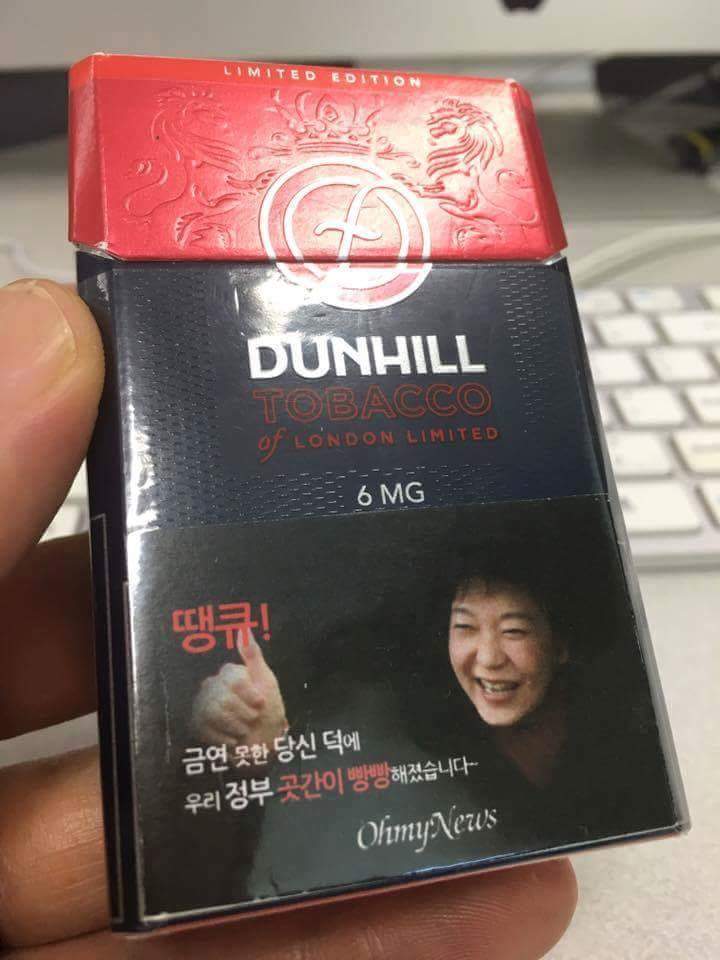 LIMITED EDITION
DUNHILL
TOBACCO
of LONDON LIMITED
6 MG
땡큐!
금연 못한 당신 덕에
우리 정부 곳간이 빵빵해졌습니다~
OhmyNews